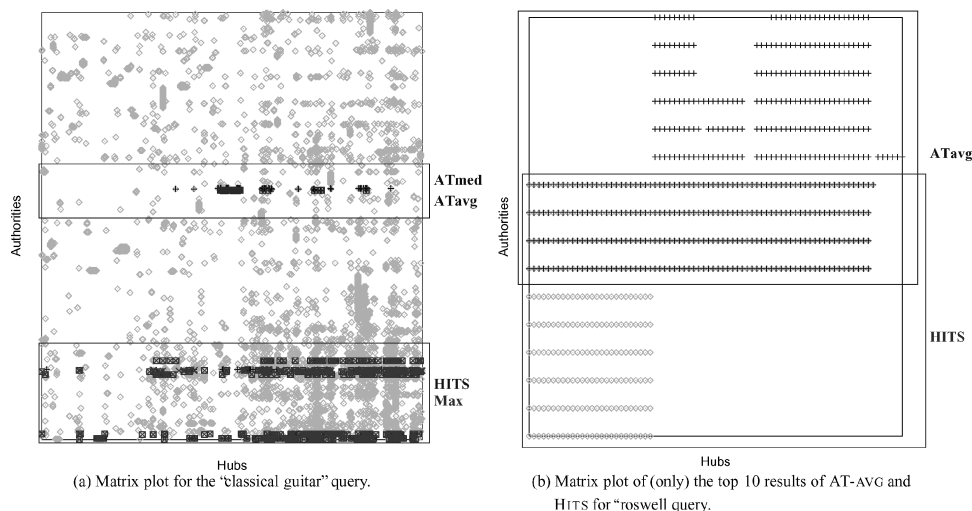 Authorities
ATmed
ATavg
HITS
Max
Hubs
(a) Matrix plot for the “classical guitar” query.
Authorities
ATavg
HITS
Hubs
(b) Matrix plot of (only) the top 10 results of AT-AVG and
HITS for “roswell query.